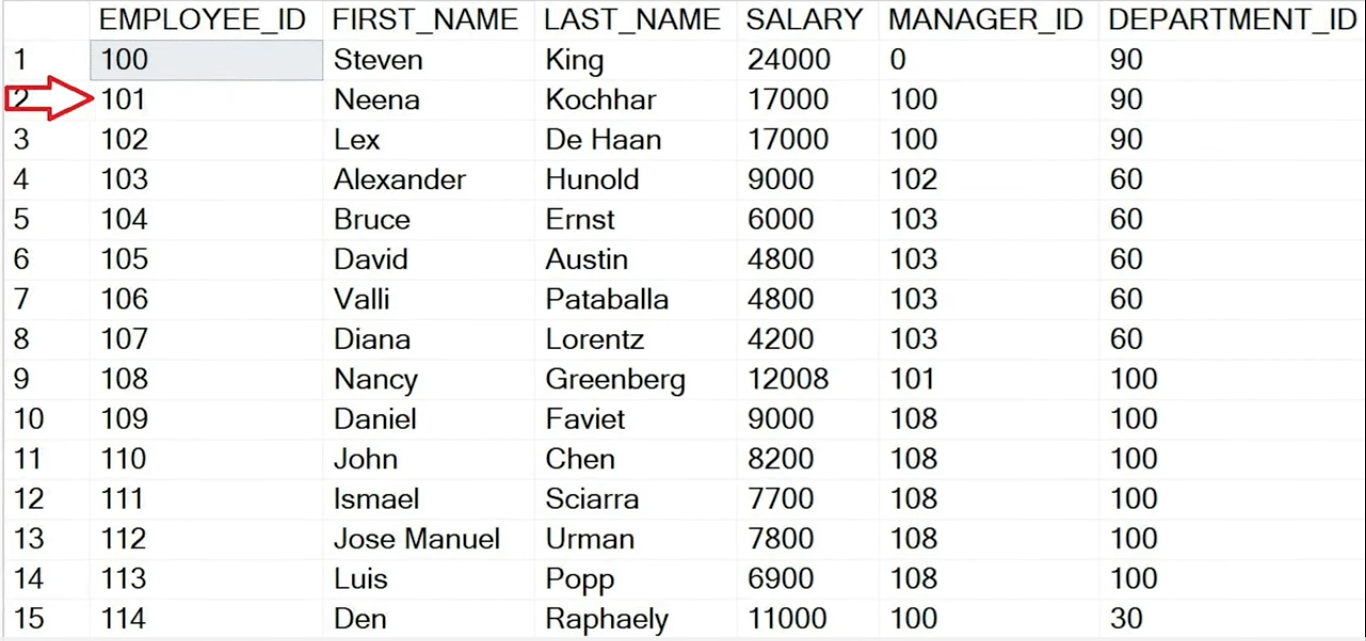 EMPLOYEE_ID FIRST_NAME LAST_NAME SALARY MANAGER_ID DEPARTMENT_ID
1 100 Steven King 24000 0 90
2 101 Neena Kochhar 17000 100 90
3 102 Lex De Haan 17000 100 90
4 103 Alexander Hunold 9000 102 60
5 104 Bruce Ernst 6000 103 60
6 105 David Austin 4800 103 60
7 106 Valli Pataballa 4800 103 60
8 107 Diana Lorentz 4200 103 60
9 108 Nancy Greenberg 12008 101 100
10 109 Daniel Faviet 9000 108 100
11 110 John Chen 8200 108 100
12 111 Ismael Sciarra 7700 108 100
13 112 Jose Manuel Urman 7800 108 100
14 113 Luis Popp 6900 108 100
15 114 Den Raphaely 11000 100 30